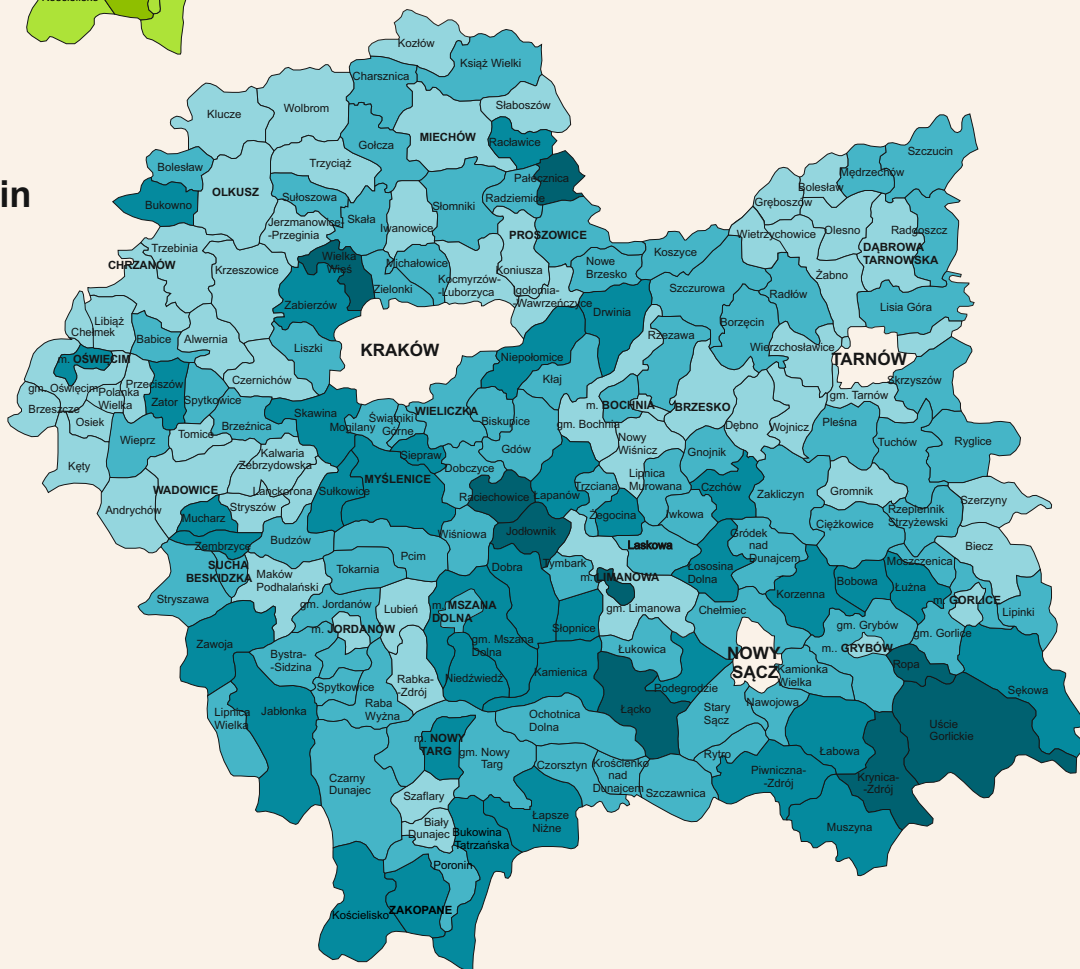 Kozłów
Książ Wielki
Charsznica
Słaboszów
Wolbrom
Klucze
MIECHÓW
Racławice
Gołcza
Szczucin
Trzyciąż
Bolesław
Mędrzechów
Pałecznica
Bolesław
OLKUSZ
in
Sułoszowa
Radziemice
Gręboszów
Bukowno
Słomniki
Skała
Jerzmanowice-
-Przeginia
Iwanowice
PROSZOWICE
Wietrzychowice
Olesno
Radgoszcz
Trzebinia
DĄBROWA
TARNOWSKA
Koszyce
Wielka
Wieś
CHRZANÓW
Michałowice
Nowe
Brzesko
Krzeszowice
Koniusza
Żabno
Kocmyrzów-
-Luborzyca
Zielonki
Szczurowa
Igołomia-
-Wawrzeńczyce
Radłów
Zabierzów
Lisia Góra
Drwinia
Libiąż
Chełmek
Borzęcin
Rzezawa
Babice
Alwernia
Liszki
KRAKÓW
Wierzchosławice
TARNÓW
m. OŚWIĘCIM
Niepołomice
Kłaj
Skrzyszów
Czernichów
Przeciszów
gm. Oświęcim
Polanka
Wielka
gm. Tarnów
Zator
Spytkowice
Brzeszcze
m. BOCHNIA
BRZESKO
Skawina
WIELICZKA
Osiek
Świątniki
Górne
Biskupice
Pleśna
gm. Bochnia
Dębno
Wojnicz
Brzeźnica
Mogilany
Tomice
Wieprz
Nowy
Wiśnicz
Tuchów
Ryglice
Gdów
Gnojnik
Kalwaria
Zebrzydowska
Siepraw
Kęty
Dobczyce
Lipnica
Murowana
MYŚLENICE
WADOWICE
Lanckorona
Sułkowice
Trzciana
Czchów
Zakliczyn
Gromnik
Raciechowice
Łapanów
Szerzyny
Andrychów
Stryszów
Rzepiennik
Strzyżewski
Mucharz
Żegocina
Iwkowa
Ciężkowice
Wiśniowa
Jodłownik
Gródek
nad
Dunajcem
Budzów
Zembrzyce
Laskowa
Biecz
Pcim
SUCHA
BESKIDZKA
Tymbark
Moszczenica
Tokarnia
Dobra
Łososina
Dolna
Maków
Podhalański
m. LIMANOWA
Bobowa
Łużna
Korzenna
Stryszawa
m. GORLICE
gm. Jordanów
Lubień
m. MSZANA
DOLNA
gm. Limanowa
Chełmiec
Lipinki
m. JORDANÓW
Słopnice
gm. Grybów
gm. Gorlice
Zawoja
gm. Mszana
Dolna
Łukowica
m.. GRYBÓW
Bystra-
-Sidzina
NOWY
SĄCZ
Ropa
Kamienica
Kamionka
Wielka
Niedźwiedź
Rabka-
-Zdrój
Spytkowice
Podegrodzie
Sękowa
Raba
Wyżna
Nawojowa
Lipnica
Wielka
Jabłonka
Łącko
Stary
Sącz
Ochotnica
Dolna
Uście
Gorlickie
m. NOWY
TARG
gm. Nowy
Targ
Łabowa
Rytro
Czorsztyn
Krościenko
nad
Dunajcem
Piwniczna-
-Zdrój
Czarny
Dunajec
Krynica-
-Zdrój
Szczawnica
Szaflary
Łapsze
Niżne
Biały
Dunajec
Muszyna
Bukowina
Tatrzańska
Poronin
Kościelisko
ZAKOPANE